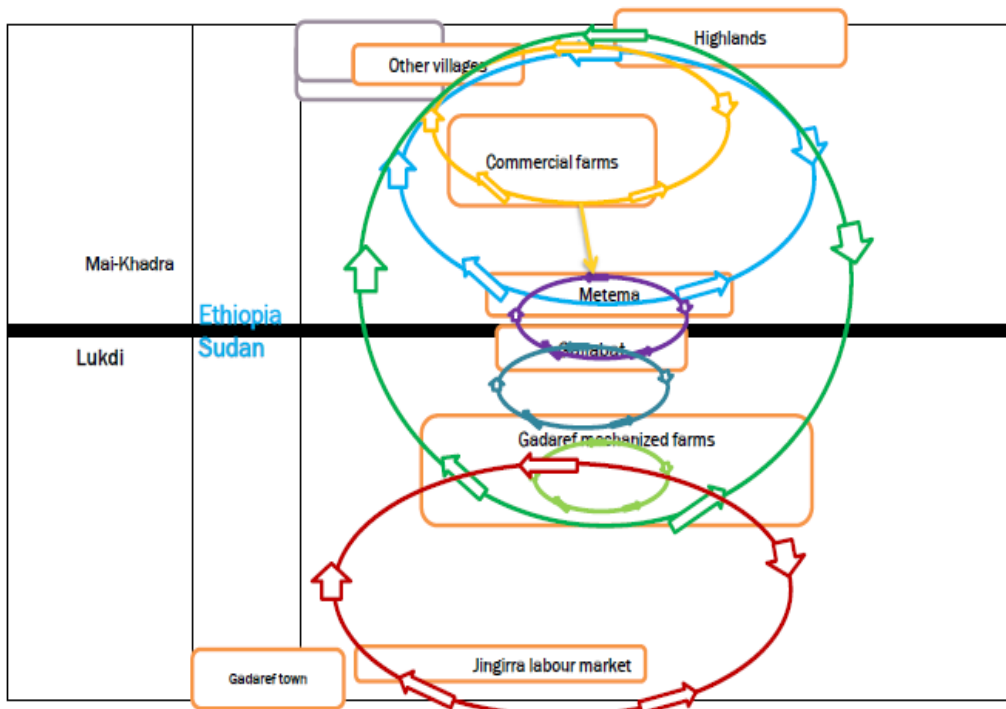 Highlands
Other villages
Commercial farms
Mai-Khadra
Metema
Ethiopia
Sudan
Lukdi
Gadaref mechanized farms
Jingirra labour market
Gadaref town